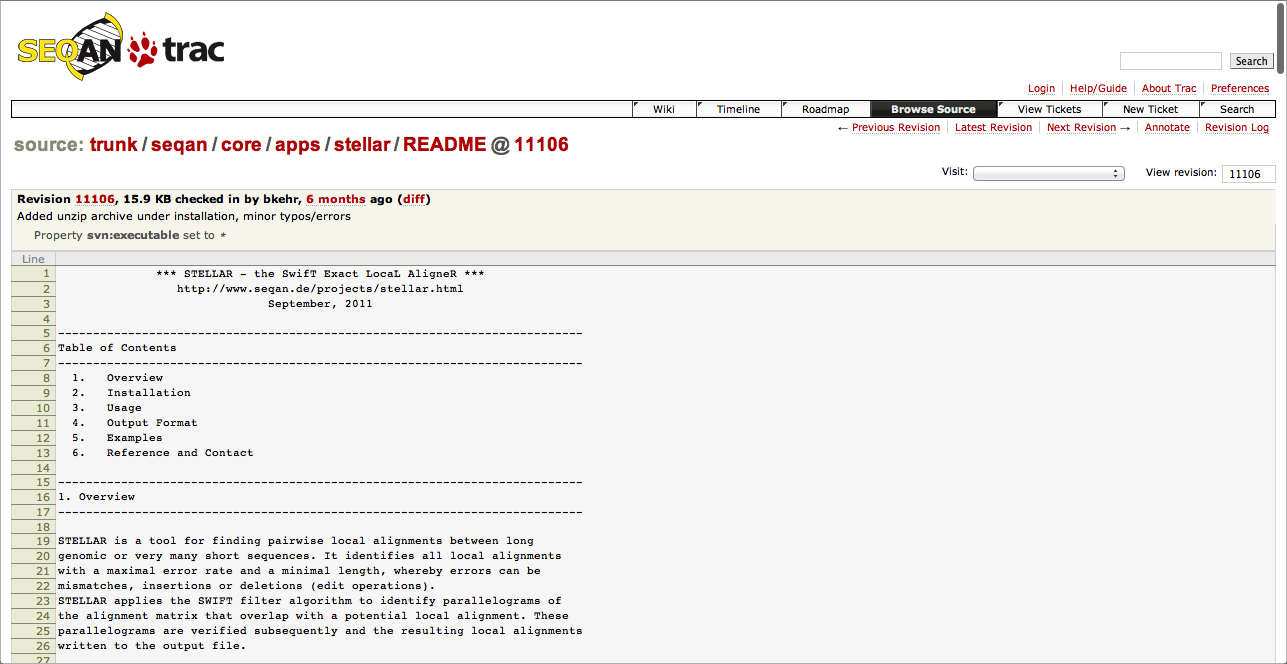 SEQAN trac
Search
Login Help/Guide About Trac Preferences
Wiki Timeline Roadmap Browse Source View Tickets New Ticket Search
← Previous Revision Latest Revision Next Revision → Annotate Revision Log
source: trunk / seqan / core / apps / stellar / README @ 11106
Visit: View revision: 11106
Revision 11106, 15.9 KB checked in by bkehr, 6 months ago (diff)
Added unzip archive under installation, minor typos/errors
Property svn:executable set to *
Line
1 *** STELLAR - the SwifT Exact LocaL AligneR ***
2 http://www.seqan.de/projects/stellar.html
3 September, 2011
4
5 ---------------------------------------------------------------------------
6 Table of Contents
7 ---------------------------------------------------------------------------
8 1. Overview
9 2. Installation
10 3. Usage
11 4. Output Format
12 5. Examples
13 6. Reference and Contact
14
15 ---------------------------------------------------------------------------
16 1. Overview
17 ---------------------------------------------------------------------------
18
19 STELLAR is a tool for finding pairwise local alignments between long
20 genomic or very many short sequences. It identifies all local alignments
21 with a maximal error rate and a minimal length, whereby errors can be
22 mismatches, insertions or deletions (edit operations).
23 STELLAR applies the SWIFT filter algorithm to identify parallelograms of
24 the alignment matrix that overlap with a potential local alignment. These
25 parallelograms are verified subsequently and the resulting local alignments
26 written to the output file.
27